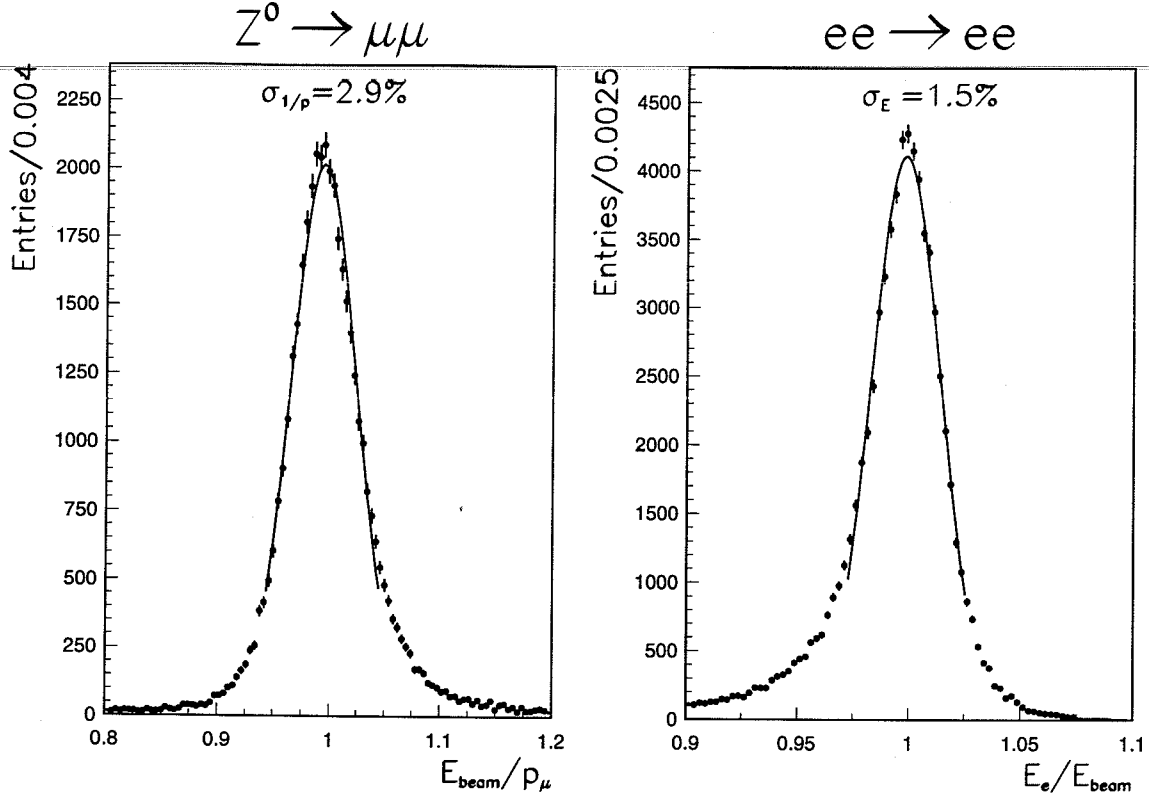 Z⁰ → μμ
σ₁/ₚ=2.9%
Entries/0.004
2250
2000
1750
1500
1250
1000
750
500
250
0
0.8 0.9 1 1.1 1.2
E_beam/p_μ
ee → ee
σ_E =1.5%
Entries/0.0025
4500
4000
3500
3000
2500
2000
1500
1000
500
0
0.9 0.95 1 1.05 1.1
E_e/E_beam